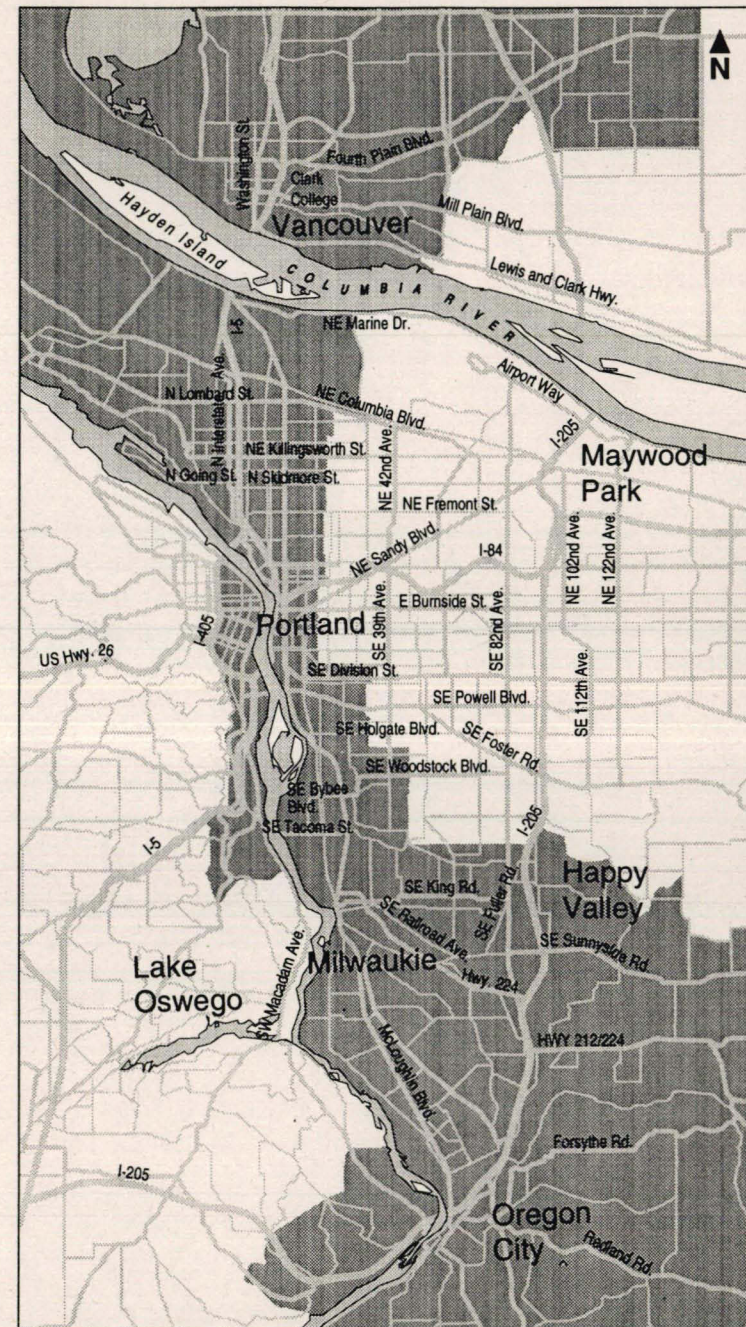 N
Washington St.
Fourth Plain Blvd.
Clark
College
Mill Plain Blvd.
Vancouver
Hayden Island
COLUMBIA RIVER
Lewis and Clark Hwy.
I-5
NE Marine Dr.
Airport Way
N Lombard St.
N Interstate Ave.
NE Columbia Blvd.
I-205
NE Killingsworth St.
NE 42nd Ave.
Maywood
Park
N Going St.
N Skidmore St.
NE Fremont St.
NE Sandy Blvd.
I-84
NE 102nd Ave.
NE 122nd Ave.
E Burnside St.
SE 39th Ave.
SE 82nd Ave.
I-405
Portland
US Hwy. 26
SE Division St.
SE Powell Blvd.
SE 112th Ave.
SE Holgate Blvd.
SE Foster Rd.
SE Woodstock Blvd.
SE Bybee
Blvd.
SE Tacoma St.
I-5
I-205
Happy
Valley
SE King Rd.
SE Fuller Rd.
SE Railroad Ave.
SE Sunnyside Rd.
Lake
Oswego
SW Macadam Ave.
Milwaukie
Hwy. 224
HWY 212/224
McLoughlin Blvd.
Forsythe Rd.
I-205
Oregon
City
Redland Rd.